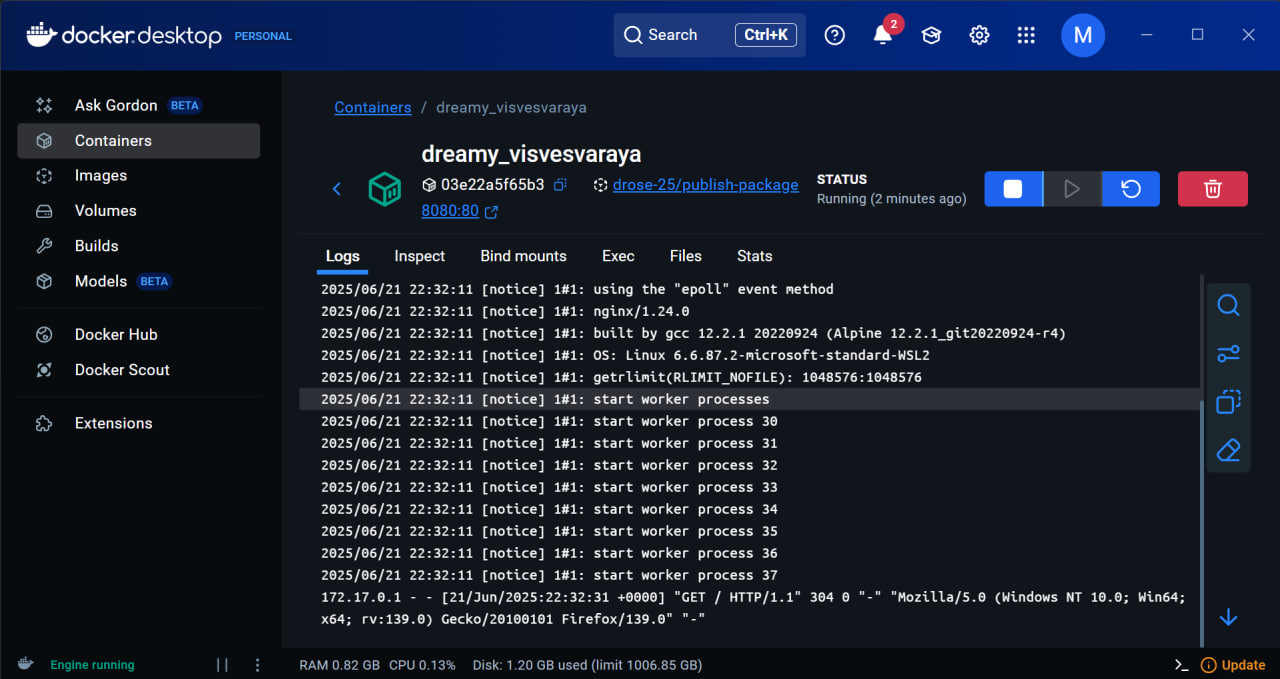 docker.desktop PERSONAL
Search Ctrl+K
2
M
Ask Gordon BETA
Containers
Images
Volumes
Builds
Models BETA
Docker Hub
Docker Scout
Extensions
Containers / dreamy_visvesvaraya
dreamy_visvesvaraya
03e22a5f65b3 drose-25/publish-package
8080:80
STATUS
Running (2 minutes ago)
Logs Inspect Bind mounts Exec Files Stats
2025/06/21 22:32:11 [notice] 1#1: using the "epoll" event method
2025/06/21 22:32:11 [notice] 1#1: nginx/1.24.0
2025/06/21 22:32:11 [notice] 1#1: built by gcc 12.2.1 20220924 (Alpine 12.2.1_git20220924-r4)
2025/06/21 22:32:11 [notice] 1#1: OS: Linux 6.6.87.2-microsoft-standard-WSL2
2025/06/21 22:32:11 [notice] 1#1: getrlimit(RLIMIT_NOFILE): 1048576:1048576
2025/06/21 22:32:11 [notice] 1#1: start worker processes
2025/06/21 22:32:11 [notice] 1#1: start worker process 30
2025/06/21 22:32:11 [notice] 1#1: start worker process 31
2025/06/21 22:32:11 [notice] 1#1: start worker process 32
2025/06/21 22:32:11 [notice] 1#1: start worker process 33
2025/06/21 22:32:11 [notice] 1#1: start worker process 34
2025/06/21 22:32:11 [notice] 1#1: start worker process 35
2025/06/21 22:32:11 [notice] 1#1: start worker process 36
2025/06/21 22:32:11 [notice] 1#1: start worker process 37
172.17.0.1 - - [21/Jun/2025:22:32:31 +0000] "GET / HTTP/1.1" 304 0 "-" "Mozilla/5.0 (Windows NT 10.0; Win64;
x64; rv:139.0) Gecko/20100101 Firefox/139.0" "-"
Engine running
RAM 0.82 GB CPU 0.13% Disk: 1.20 GB used (limit 1006.85 GB)
Update